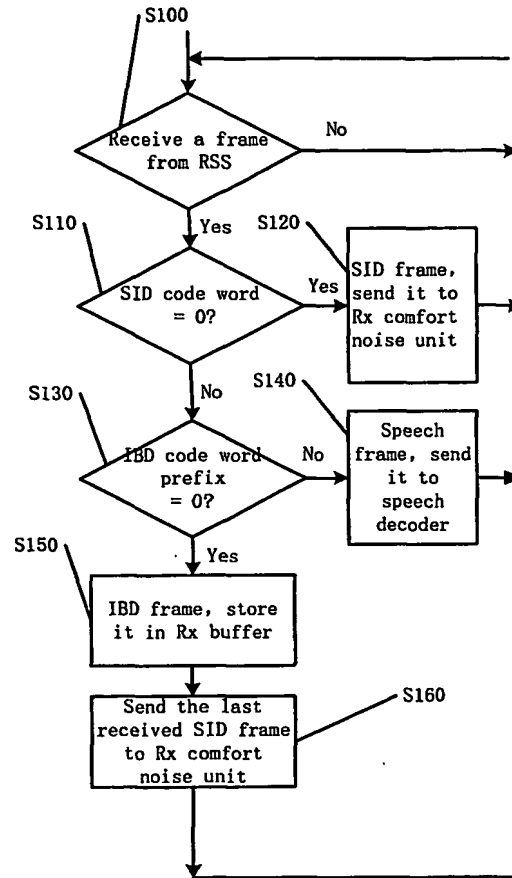 S100
Receive a frame
from RSS
No
Yes
S110
SID code word
= 0?
Yes
S120
SID frame,
send it to
Rx comfort
noise unit
No
S130
IBD code word
prefix
= 0?
No
S140
Speech
frame, send
it to
speech
decoder
Yes
S150
IBD frame, store
it in Rx buffer
Send the last
received SID frame
to Rx comfort
noise unit
S160